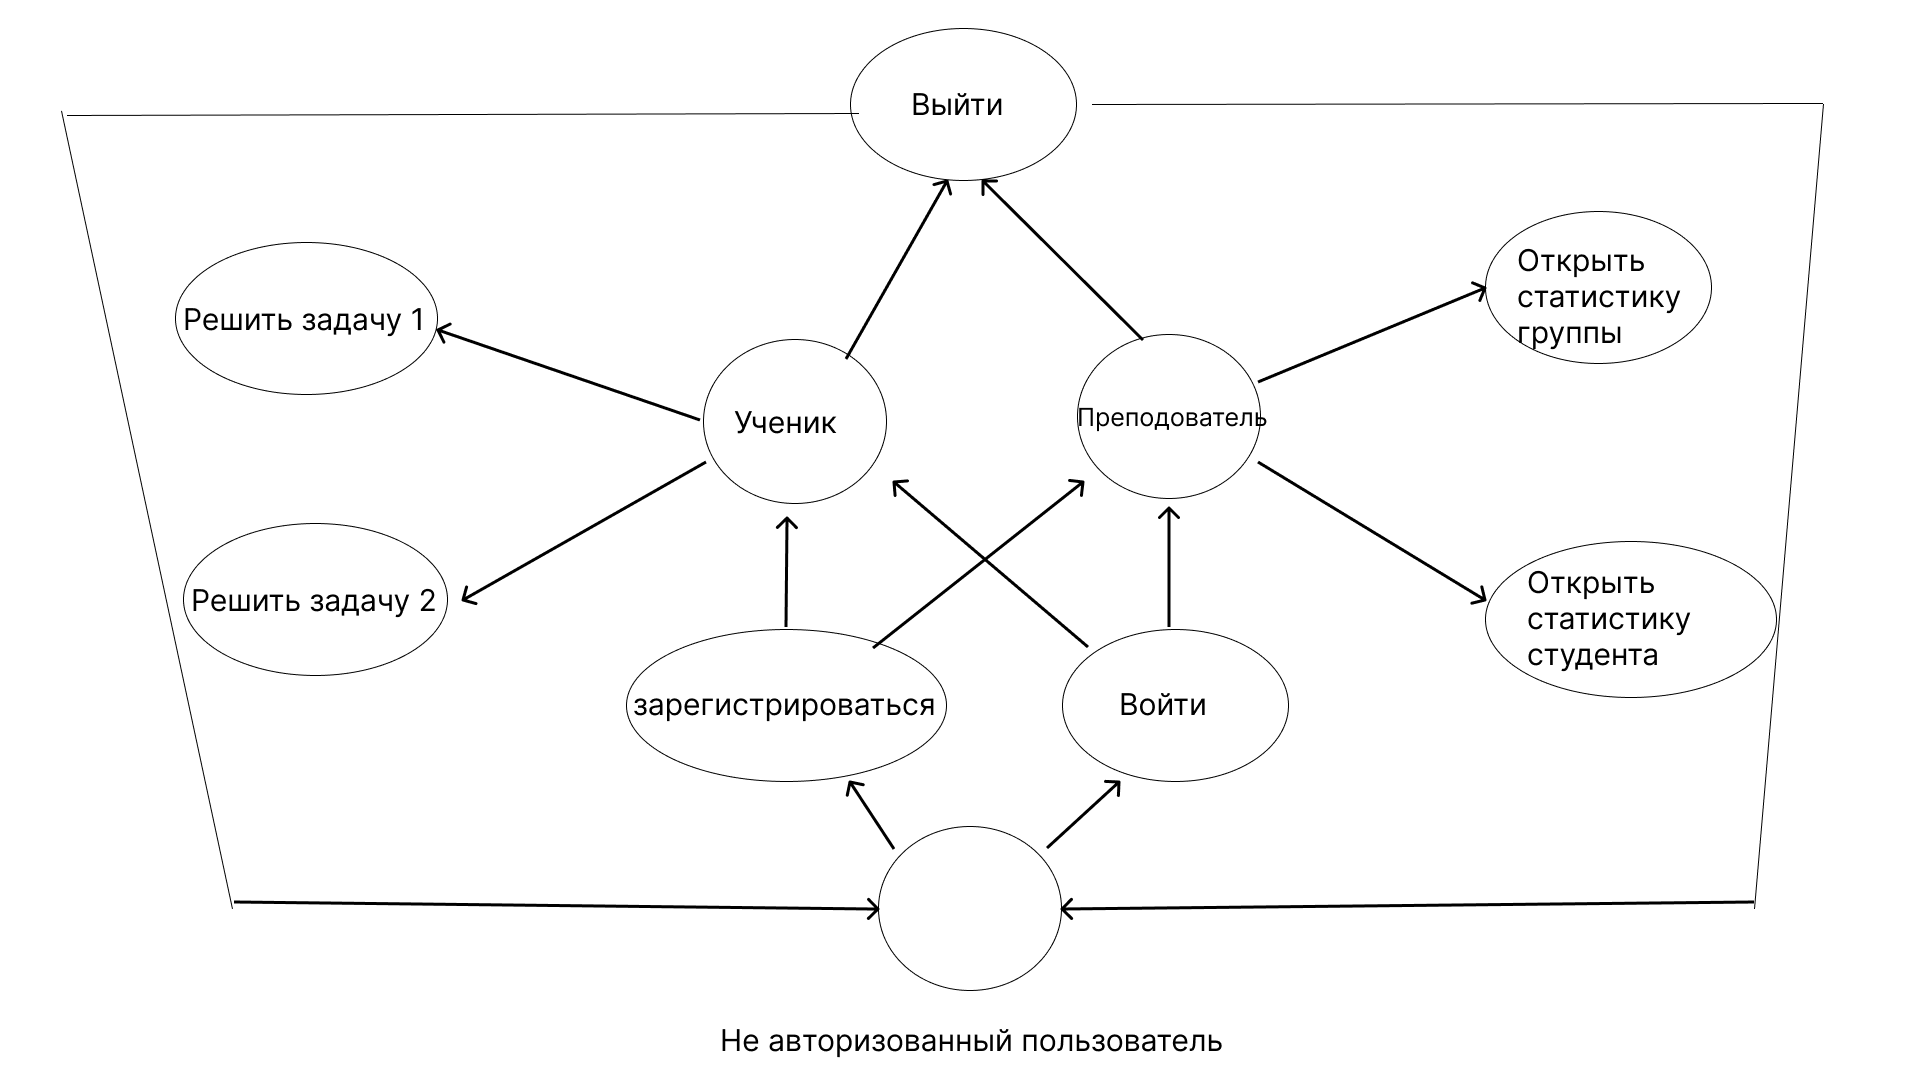 Выйти
Решить задачу 1
Ученик
Преподователь
Открыть
статистику
группы
Решить задачу 2
зарегистрироваться
Войти
Открыть
статистику
студента
Не авторизованный пользователь